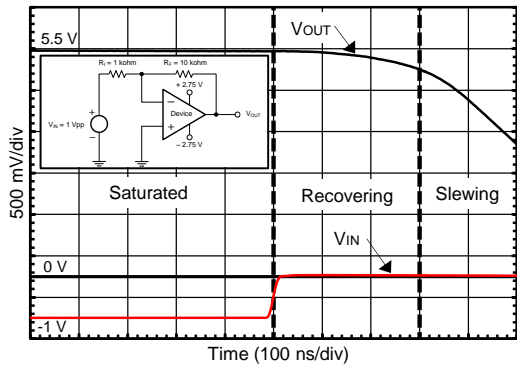 5.5 V
VOUT
RI = 1 kohm
RF = 10 kohm
+ 2.75 V
VIN = 1 Vpp
+
−
−
Device
+
VOUT
− 2.75 V
500 mV/div
Saturated
Recovering
Slewing
VIN
0 V
-1 V
Time (100 ns/div)